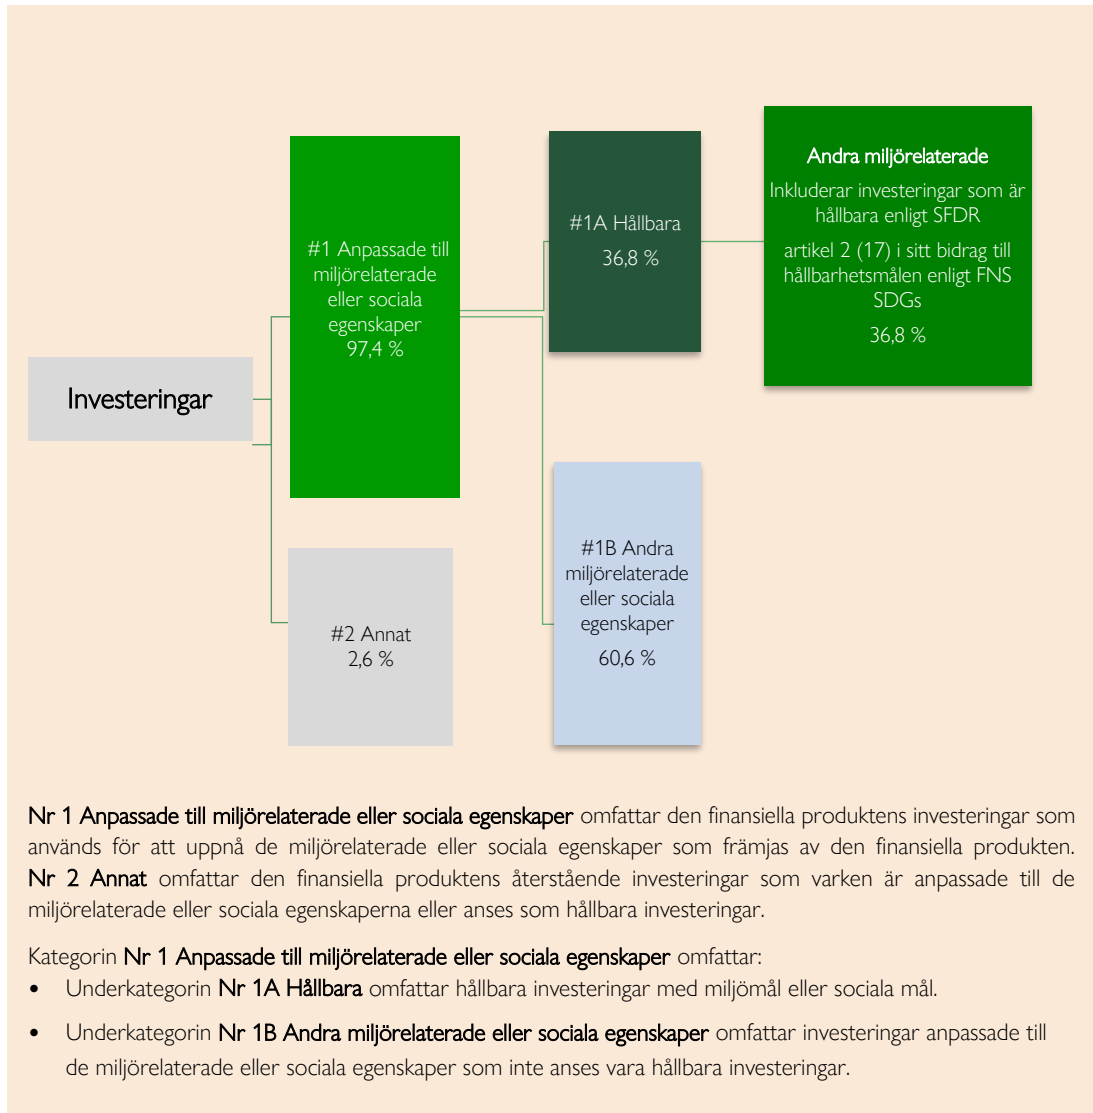 Investeringar
#1 Anpassade till
miljörelaterade
eller sociala
egenskaper
97,4 %
#2 Annat
2,6 %
#1A Hållbara
36,8 %
#1B Andra
miljörelaterade
eller sociala
egenskaper
60,6 %
Andra miljörelaterade
Inkluderar investeringar som är
hållbara enligt SFDR
artikel 2 (17) i sitt bidrag till
hållbarhetsmålen enligt FNS
SDGs
36,8 %
Nr 1 Anpassade till miljörelaterade eller sociala egenskaper omfattar den finansiella produktens investeringar som
används för att uppnå de miljörelaterade eller sociala egenskaper som främjas av den finansiella produkten.
Nr 2 Annat omfattar den finansiella produktens återstående investeringar som varken är anpassade till de
miljörelaterade eller sociala egenskaperna eller anses som hållbara investeringar.
Kategorin Nr 1 Anpassade till miljörelaterade eller sociala egenskaper omfattar:
• Underkategorin Nr 1A Hållbara omfattar hållbara investeringar med miljömål eller sociala mål.
• Underkategorin Nr 1B Andra miljörelaterade eller sociala egenskaper omfattar investeringar anpassade till
de miljörelaterade eller sociala egenskaper som inte anses vara hållbara investeringar.